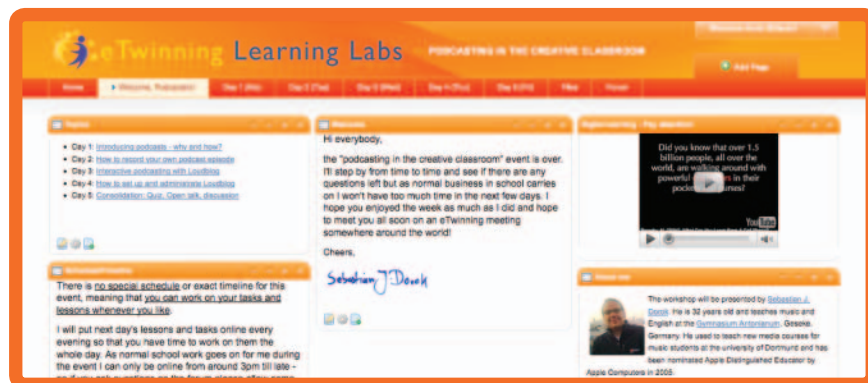 eTwinning Learning Labs
PODCASTING IN THE CREATIVE CLASSROOM
Add Page
Home
Day 1 (Mo)
Day 2 (Tue)
Day 3 (Wed)
Day 4 (Thu)
Day 5 (Fri)
Day 1: Introducing podcasts - why and how?
Day 2: How to record your own podcast episode
Day 3: Interactive podcasting with Loudblog
Day 4: How to set up and administrate Loudblog
Day 5: Consolidation: Quiz, Open talk, discussion
There is no special schedule or exact timeline for this
event, meaning that you can work on your tasks and
lessons whenever you like.
I will put next day's lessons and tasks online every
evening so that you have time to work on them the
whole day. As normal school work goes on for me during
the event I can only be online from around 3pm till late -
Hi everybody,
the "podcasting in the creative classroom" event is over.
I'll step by from time to time and see if there are any
questions left but as normal business in school carries
on I won't have too much time in the next few days. I
hope you enjoyed the week as much as I did and hope
to meet you all soon on an eTwinning meeting
somewhere around the world!
Cheers,
Sebastian J. Dorok
Did you know that over 1.5
billion people, all over the
world, are walking around with
powerful in their
YouTube
The workshop will be presented by Sebastian J.
Dorok. He is 32 years old and teaches music and
English at the Gymnasium Antonianum, Geseke,
Germany. He used to teach new media courses for
music students at the university of Dortmund and has
been nominated Apple Distinguished Educator by
Apple Computers in 2008.